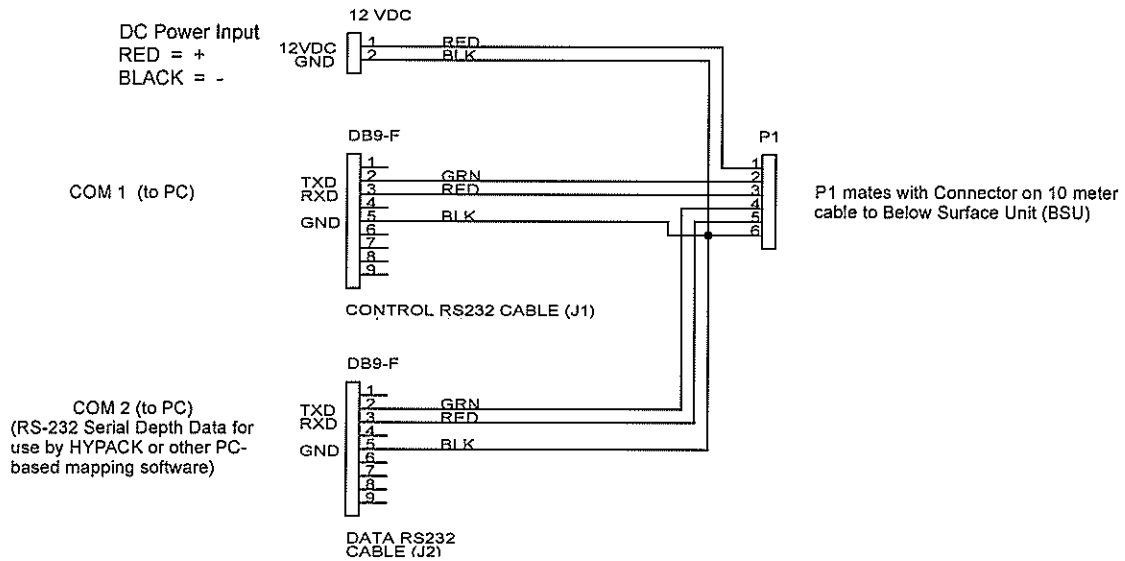 12 VDC
DC Power Input
RED = +
BLACK = -
12VDC
GND
1
2
RED
BLK
DB9-F
COM 1 (to PC)
TXD
RXD
GND
1
2
3
4
5
6
7
8
9
GRN
RED
BLK
CONTROL RS232 CABLE (J1)
P1
1
2
3
4
5
6
P1 mates with Connector on 10 meter
cable to Below Surface Unit (BSU)
DB9-F
COM 2 (to PC)
(RS-232 Serial Depth Data for
use by HYPACK or other PC-
based mapping software)
TXD
RXD
GND
1
2
3
4
5
6
7
8
9
GRN
RED
BLK
DATA RS232
CABLE (J2)